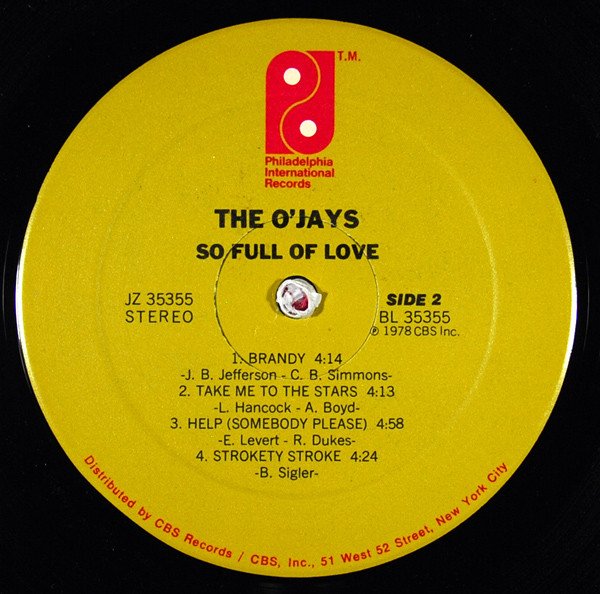 T.M.
Philadelphia
International
Records
THE O'JAYS
SO FULL OF LOVE
JZ 35355
STEREO
SIDE 2
BL 35355
℗ 1978 CBS Inc.
1. BRANDY 4:14
-J. B. Jefferson - C. B. Simmons-
2. TAKE ME TO THE STARS 4:13
-L. Hancock - A. Boyd-
3. HELP (SOMEBODY PLEASE) 4:58
-E. Levert - R. Dukes-
4. STROKETY STROKE 4:24
-B. Sigler-
Distributed by CBS Records / CBS, Inc., 51 West 52 Street, New York City